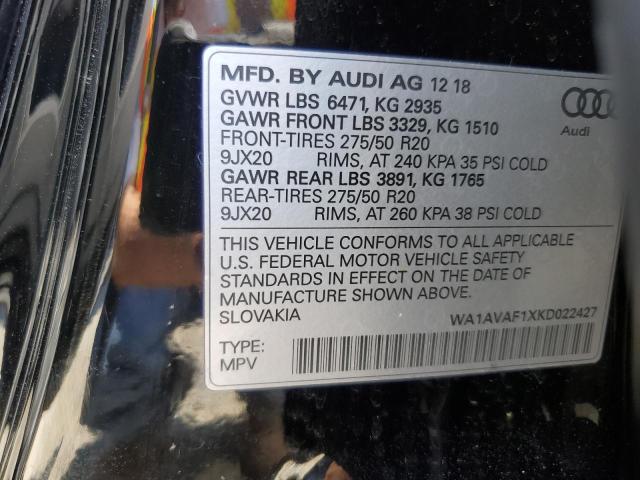 MFD. BY AUDI AG 12 18
GVWR LBS 6471, KG 2935
GAWR FRONT LBS 3329, KG 1510
FRONT-TIRES 275/50 R20
9JX20 RIMS, AT 240 KPA 35 PSI COLD
GAWR REAR LBS 3891, KG 1765
REAR-TIRES 275/50 R20
9JX20 RIMS, AT 260 KPA 38 PSI COLD
Audi
THIS VEHICLE CONFORMS TO ALL APPLICABLE
U.S. FEDERAL MOTOR VEHICLE SAFETY
STANDARDS IN EFFECT ON THE DATE OF
MANUFACTURE SHOWN ABOVE.
SLOVAKIA WA1AVAF1XKD022427
TYPE:
MPV